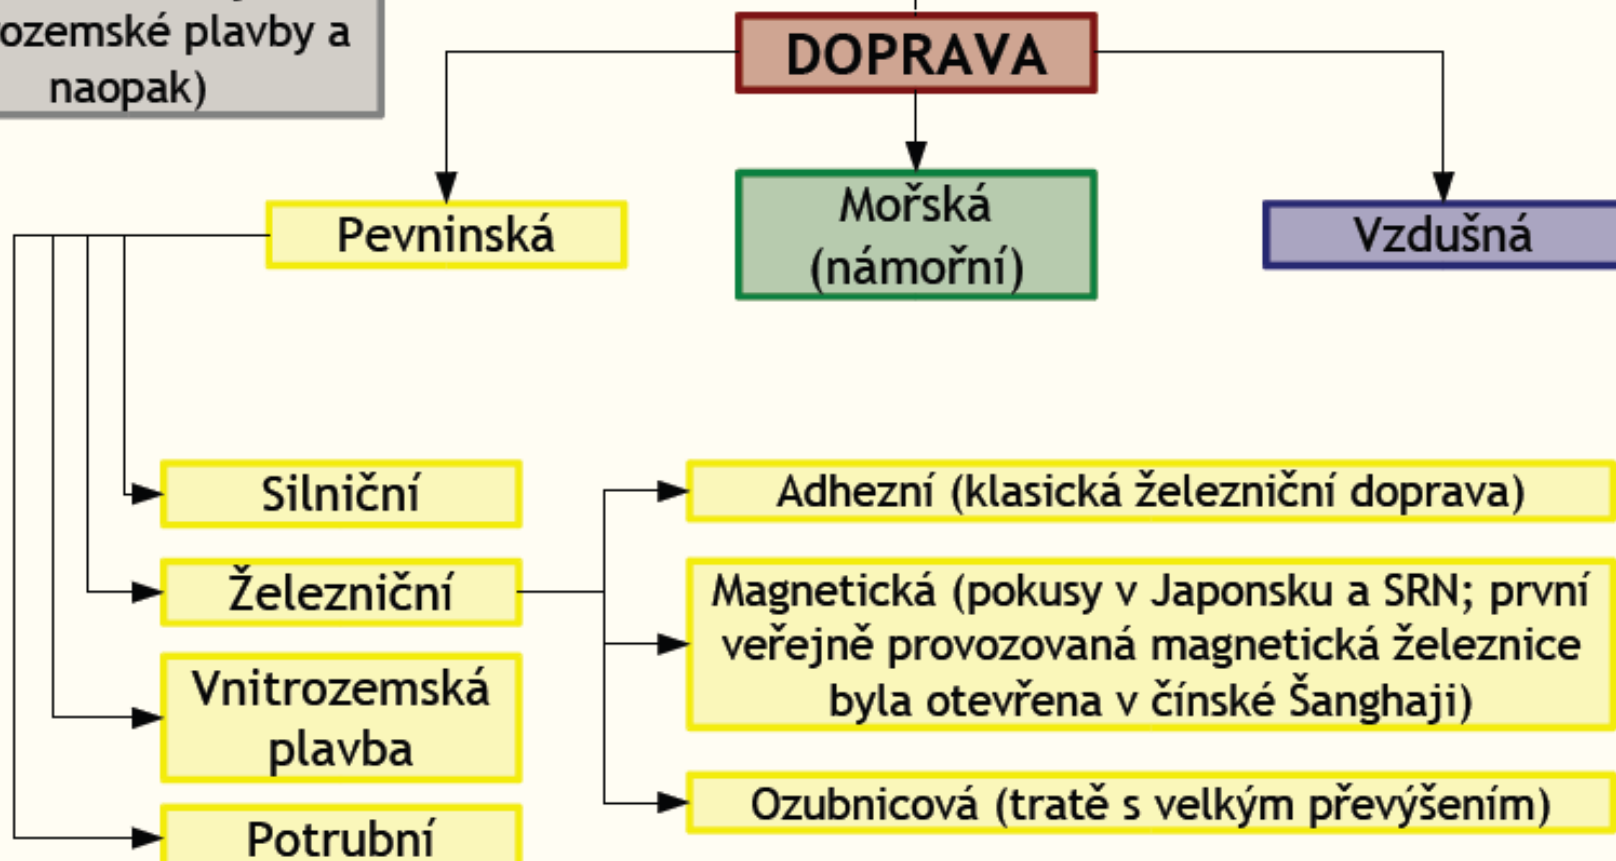 plavby a
naopak)
DOPRAVA
Pevninská
Mořská
(námořní)
Vzdušná
Silniční
Železniční
Vnitrozemská
plavba
Potrubní
Adhezní (klasická železniční doprava)
Magnetická (pokusy v Japonsku a SRN; první
veřejně provozovaná magnetická železnice
byla otevřena v čínské Šanghaji)
Ozubnicová (tratě s velkým převýšením)